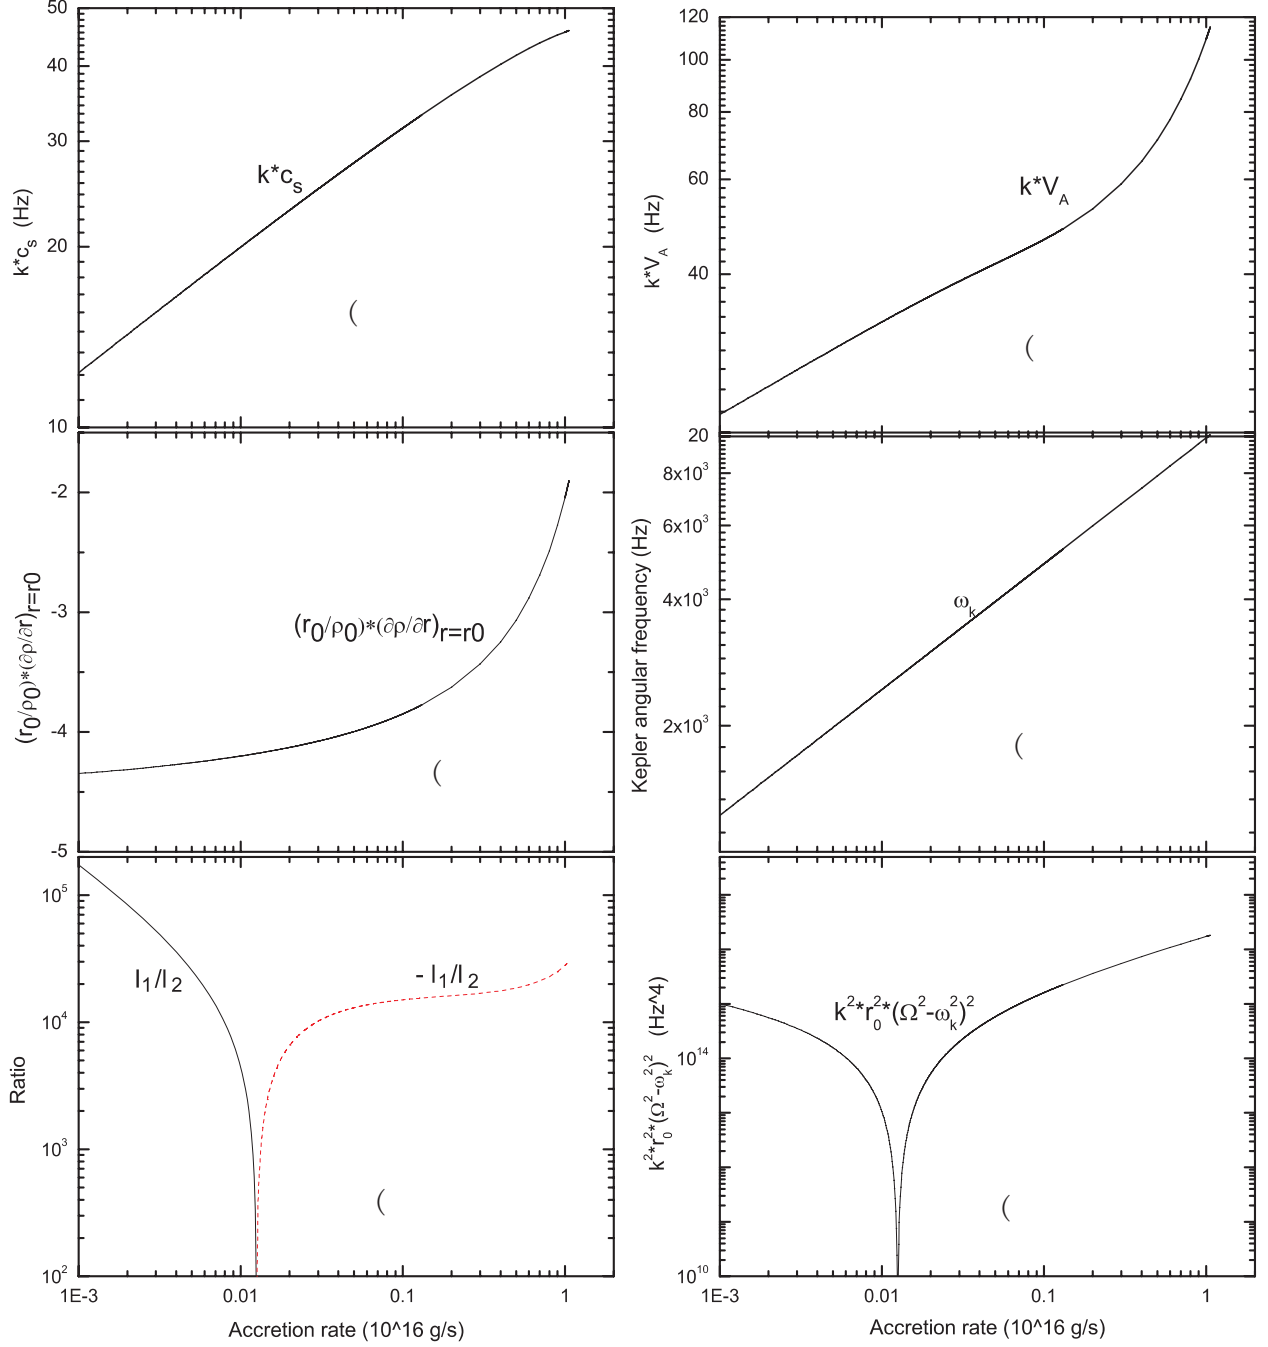 50
40
30
20
10
k*c_s (Hz)
k*c_s
(
120
100
80
60
40
20
k*V_A (Hz)
k*V_A
(
-2
-3
-4
-5
(r_0/ρ_0)*(∂ρ/∂r)_{r=r0}
(r_0/ρ_0)*(∂ρ/∂r)_{r=r0}
(
8x10^3
6x10^3
4x10^3
2x10^3
Kepler angular frequency (Hz)
ω_k
(
10^5
10^4
10^3
10^2
Ratio
I_1/I_2
- I_1/I_2
(
1E-3 0.01 0.1 1
Accretion rate (10^16 g/s)
10^14
10^10
k^2*r_0^2*(Ω^2-ω_k^2)^2 (Hz^4)
k^2*r_0^2*(Ω^2-ω_k^2)^2
(
1E-3 0.01 0.1 1
Accretion rate (10^16 g/s)